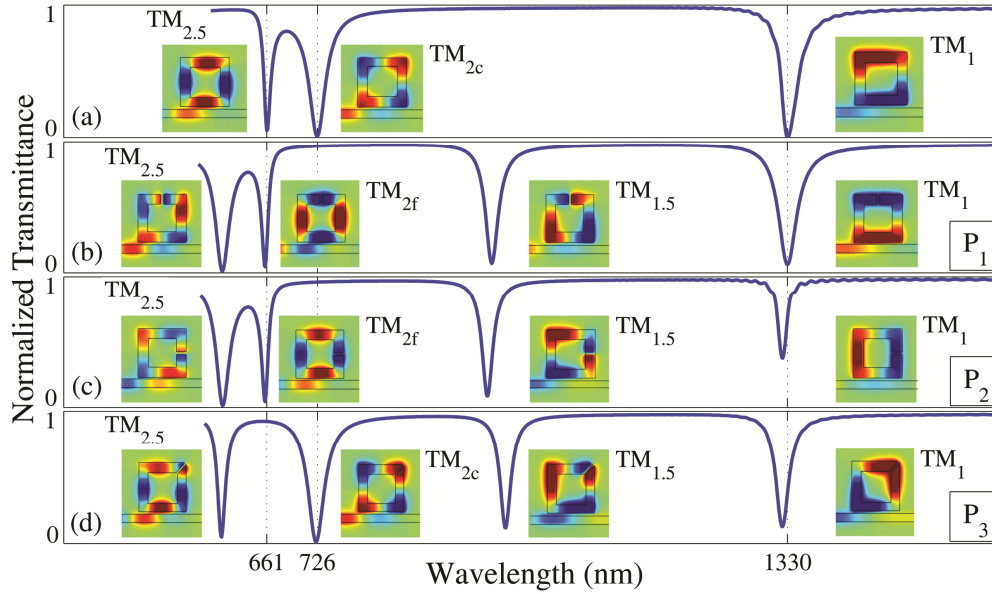 Normalized Transmittance
1
TM2.5
TM2c
TM1
(a)
0
1
TM2.5
TM2f
TM1.5
TM1
(b)
P1
0
1
TM2.5
TM2f
TM1.5
TM1
(c)
P2
0
1
TM2.5
TM2c
TM1.5
TM1
(d)
P3
0
661 726 1330
Wavelength (nm)